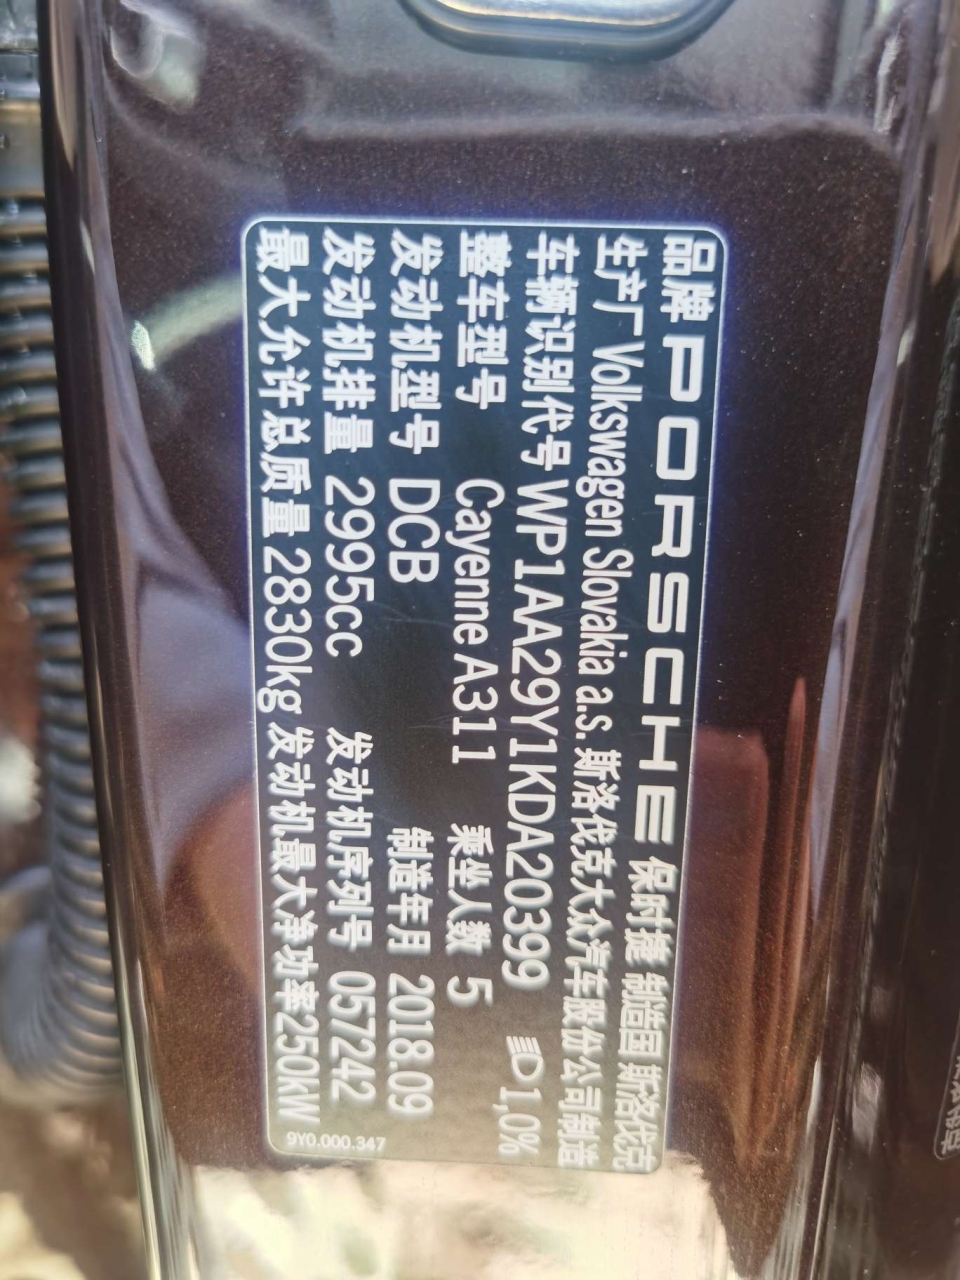 品牌 PORSCHE 保时捷 制造国 斯洛伐克
生产厂 Volkswagen Slovakia a.s. 斯洛伐克大众汽车股份公司制造
车辆识别代号 WP1AA29Y1KDA20399 1,0%
整车型号 Cayenne A311 乘坐人数 5
发动机型号 DCB 制造年月 2018.09
发动机排量 2995cc 发动机序列号 057242
最大允许总质量 2830kg 发动机最大净功率250kW
9Y0.000.347